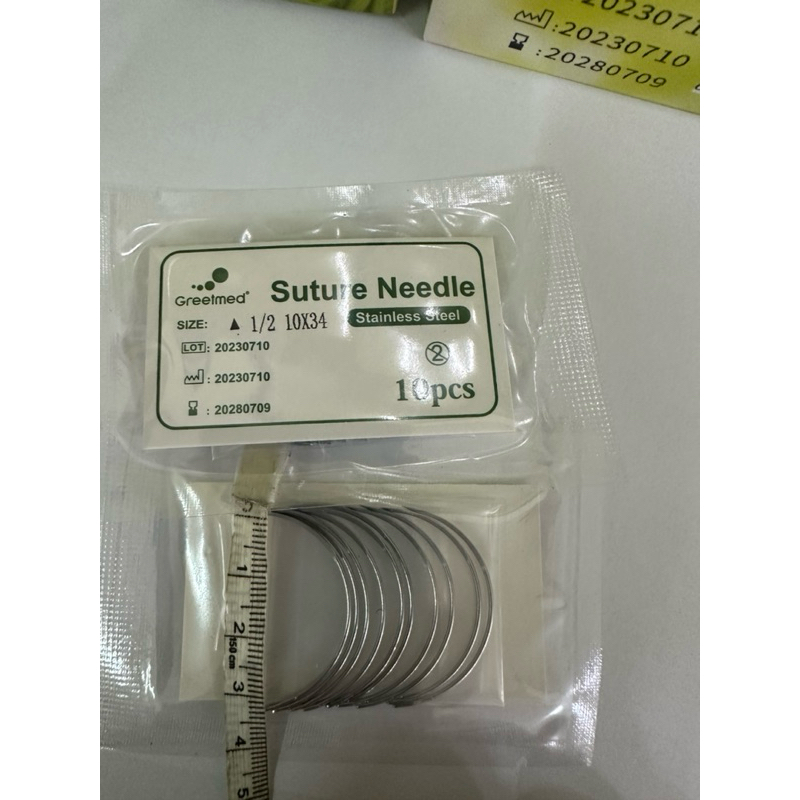 :20230710
:20280709
Greetmed®
Suture Needle
SIZE: ▲ 1/2 10X34
Stainless Steel
LOT: 20230710
: 20230710
2
: 20280709
10pcs
1
2
150cm
3
4
5